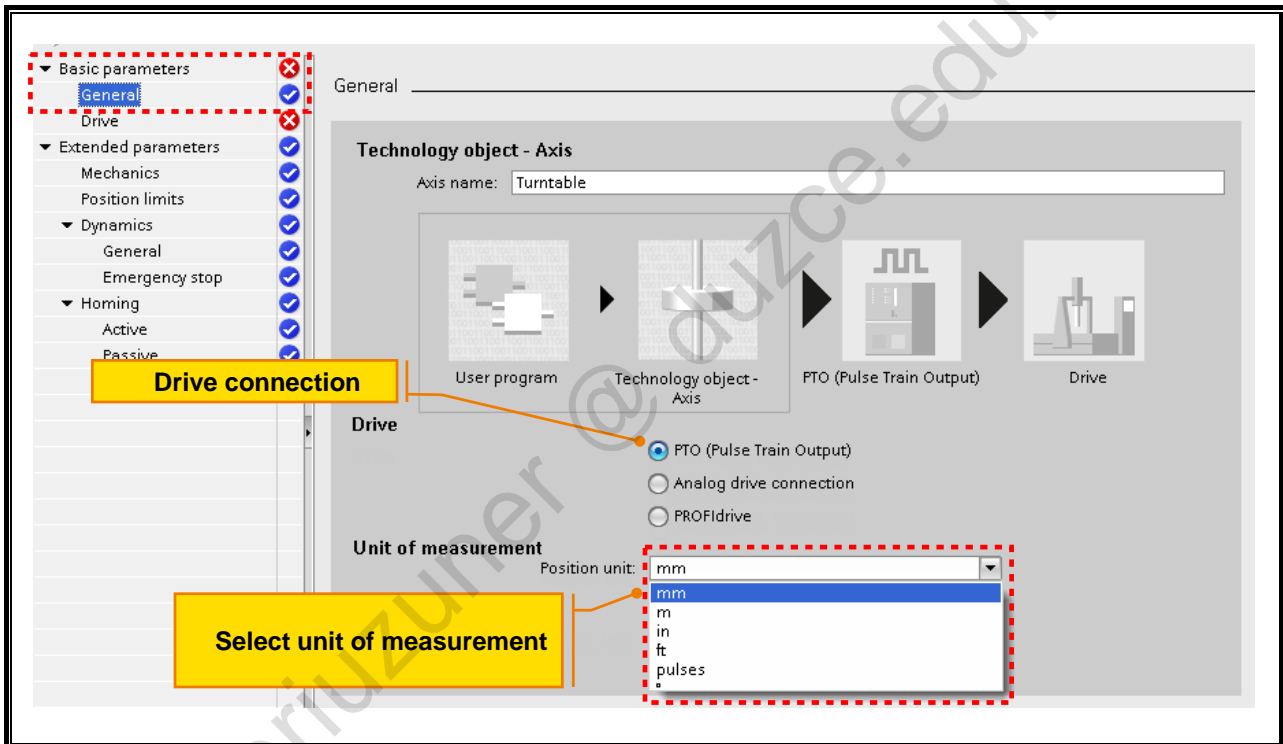 Basic parameters
General
Drive
Extended parameters
Mechanics
Position limits
Dynamics
General
Emergency stop
Homing
Active
Passive
General
Technology object - Axis
Axis name: Turntable
User program
Technology object -
Axis
PTO (Pulse Train Output)
Drive
Drive connection
Drive
PTO (Pulse Train Output)
Analog drive connection
PROFIdrive
Unit of measurement
Position unit: mm
mm
m
in
ft
pulses
°
Select unit of measurement
eriuzuner @ duzce.edu.